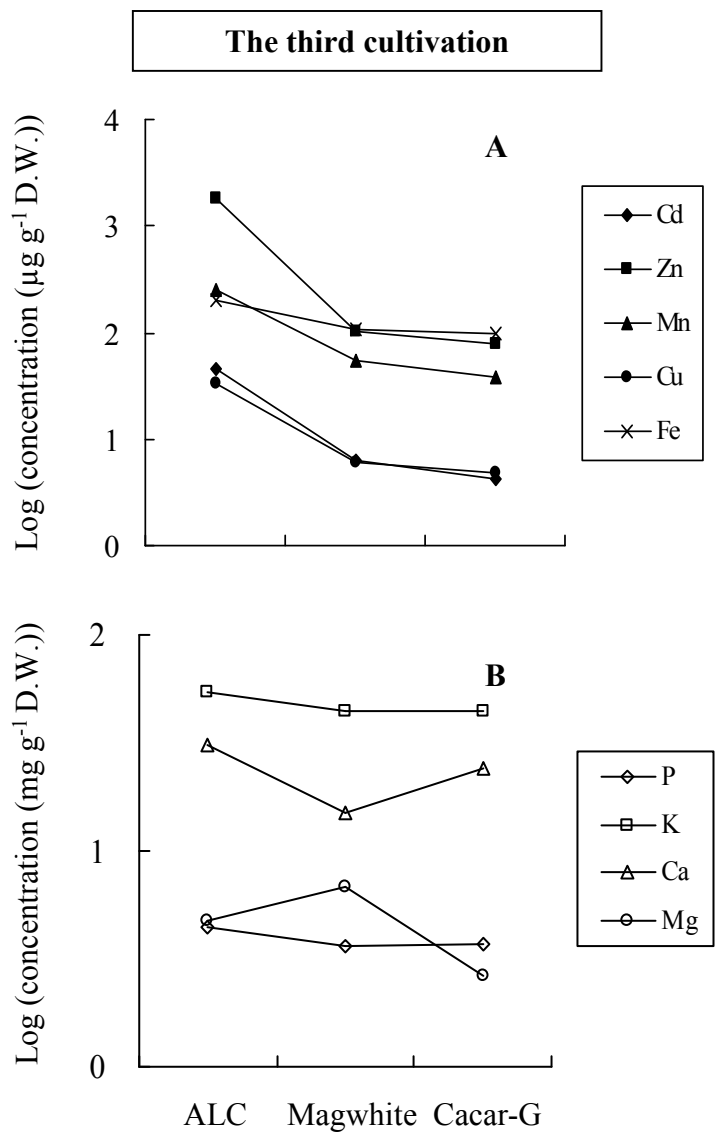 The third cultivation
Log (concentration (µg g⁻¹ D.W.))
4
3
2
1
0
A
Cd
Zn
Mn
Cu
Fe
Log (concentration (mg g⁻¹ D.W.))
2
1
0
B
P
K
Ca
Mg
ALC Magwhite Cacar-G